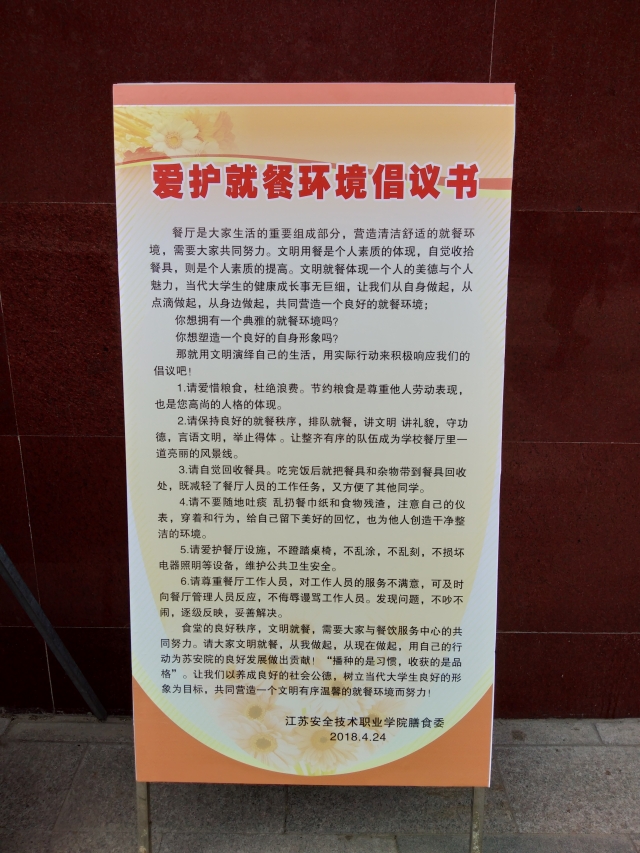 爱护就餐环境倡议书
餐厅是大家生活的重要组成部分，营造清洁舒适的就餐环
境，需要大家共同努力。文明用餐是个人素质的体现，自觉收拾
餐具，则是个人素质的提高。文明就餐体现一个人的美德与个人
魅力，当代大学生的健康成长事无巨细，让我们从自身做起，从
点滴做起，从身边做起，共同营造一个良好的就餐环境；
你想拥有一个典雅的就餐环境吗？
你想塑造一个良好的自身形象吗？
那就用文明演绎自己的生活，用实际行动来积极响应我们的
倡议吧！
1.请爱惜粮食，杜绝浪费。节约粮食是尊重他人劳动表现，
也是您高尚的人格的体现。
2.请保持良好的就餐秩序，排队就餐，讲文明 讲礼貌，守功
德，言语文明，举止得体 。让整齐有序的队伍成为学校餐厅里一
道亮丽的风景线。
3.请自觉回收餐具。吃完饭后就把餐具和杂物带到餐具回收
处，既减轻了餐厅人员的工作任务，又方便了其他同学。
4.请不要随地吐痰 乱扔餐巾纸和食物残渣，注意自己的仪
表，穿着和行为，给自己留下美好的回忆，也为他人创造干净整
洁的环境。
5.请爱护餐厅设施，不蹬踏桌椅，不乱涂，不乱刻，不损坏
电器照明等设备，维护公共卫生安全。
6.请尊重餐厅工作人员，对工作人员的服务不满意，可及时
向餐厅管理人员反应，不侮辱谩骂工作人员。发现问题，不吵不
闹，逐级反映，妥善解决。
食堂的良好秩序，文明就餐，需要大家与餐饮服务中心的共
同努力。请大家文明就餐，从我做起，从现在做起，用自己的行
动为苏安院的良好发展做出贡献！“播种的是习惯，收获的是品
格”。让我们以养成良好的社会公德，树立当代大学生良好的形
象为目标，共同营造一个文明有序温馨的就餐环境而努力！
江苏安全技术职业学院膳食委
2018.4.24